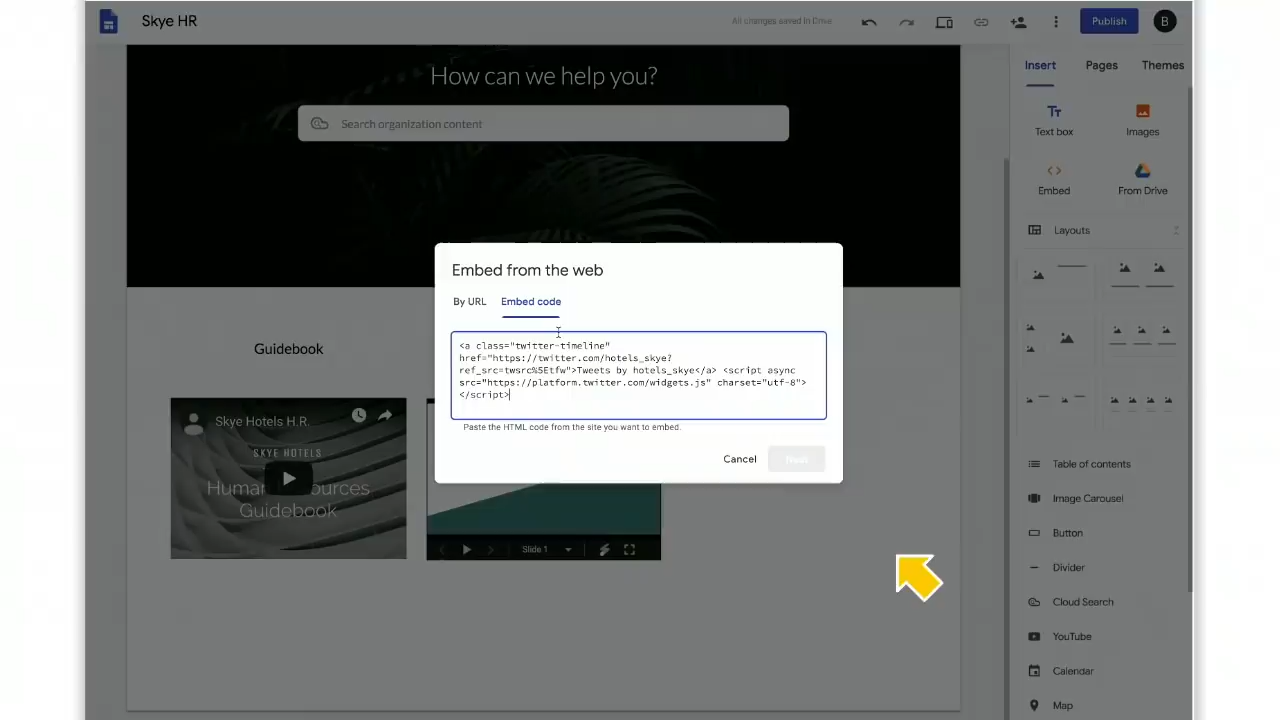 Skye HR
All changes saved in Drive
Publish
B
How can we help you?
Search organization content
Insert
Pages
Themes
Text box
Images
Embed
From Drive
Layouts
Embed from the web
By URL
Embed code
<a class="twitter-timeline"
href="https://twitter.com/hotels_skye?
ref_src=twsrc%5Etfw">Tweets by hotels_skye</a> <script async
src="https://platform.twitter.com/widgets.js" charset="utf-8">
</script>
Paste the HTML code from the site you want to embed.
Cancel
Next
Guidebook
Skye Hotels H.R.
SKYE HOTELS
Human
ources
Guidebook
Slide 1
Table of contents
Image Carousel
Button
Divider
Cloud Search
YouTube
Calendar
Map